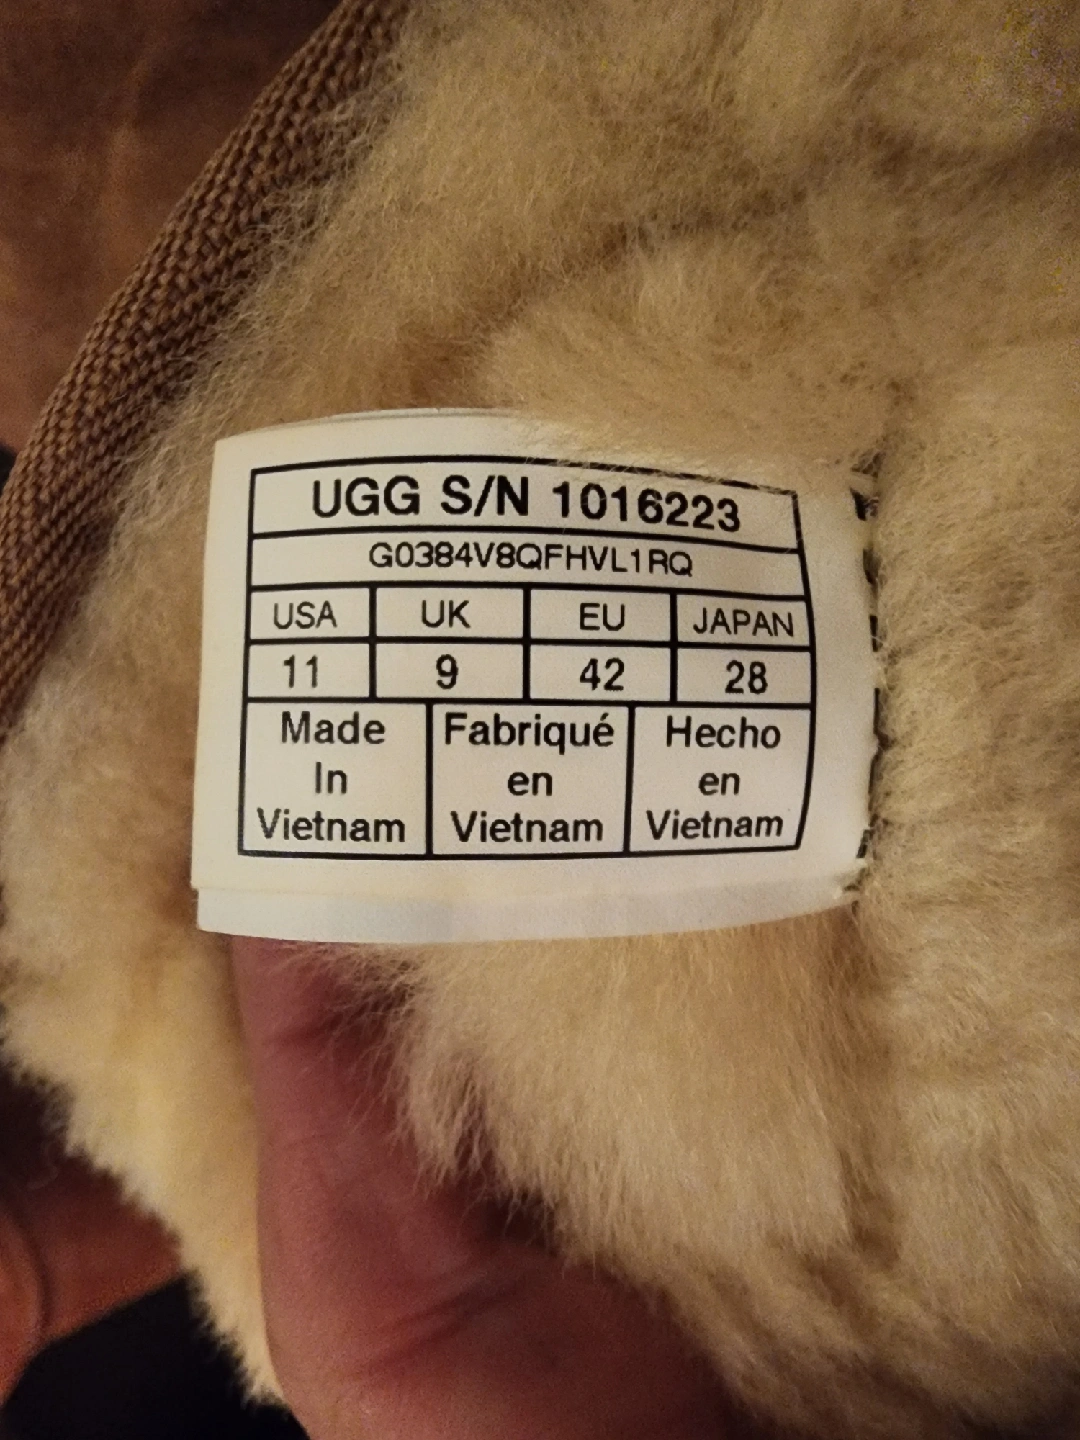 UGG S/N 1016223
G0384V8QFHVL1RQ
USA UK EU JAPAN
11 9 42 28
Made Fabriqué Hecho
In en en
Vietnam Vietnam Vietnam